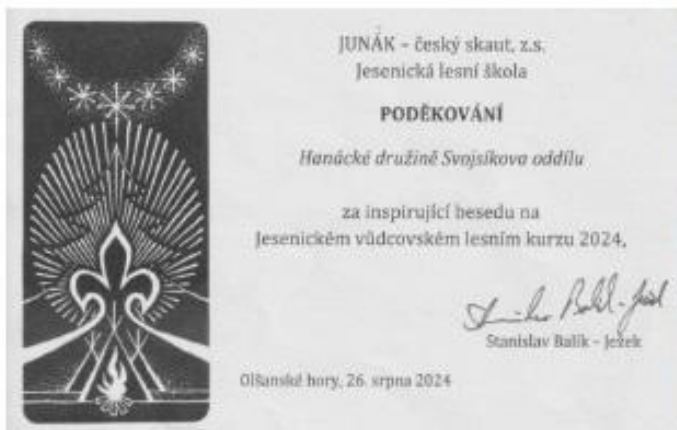 JUNÁK – český skaut, z.s.
Jesenická lesní škola
PODĚKOVÁNÍ
Hanácké družině Svojsíkova oddílu
za inspirující besedu na
Jesenickém vůdcovském lesním kurzu 2024,
Stanislav Balík – Ježek
Olšanské hory, 26. srpna 2024